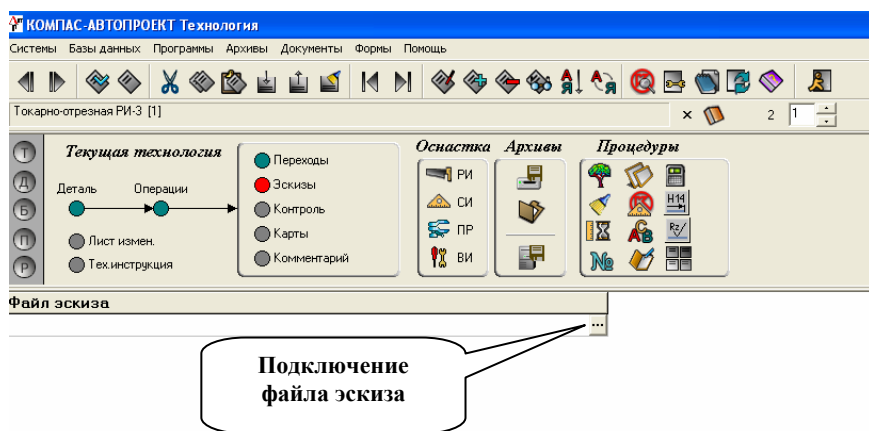 КОМПАС-АВТОПРОЕКТ Технология
Системы Базы данных Программы Архивы Документы Формы Помощь
Токарно-отрезная РИ-3 [1] 2 1
Текущая технология Оснастка Архивы Процедуры
Т
Д
Б
П
Р
Деталь Операции
Лист измен.
Тех.инструкция
Переходы
Эскизы
Контроль
Карты
Комментарий
РИ
СИ
ПР
ВИ
H14
Rz/
№
Файл эскиза
...
Подключение
файла эскиза